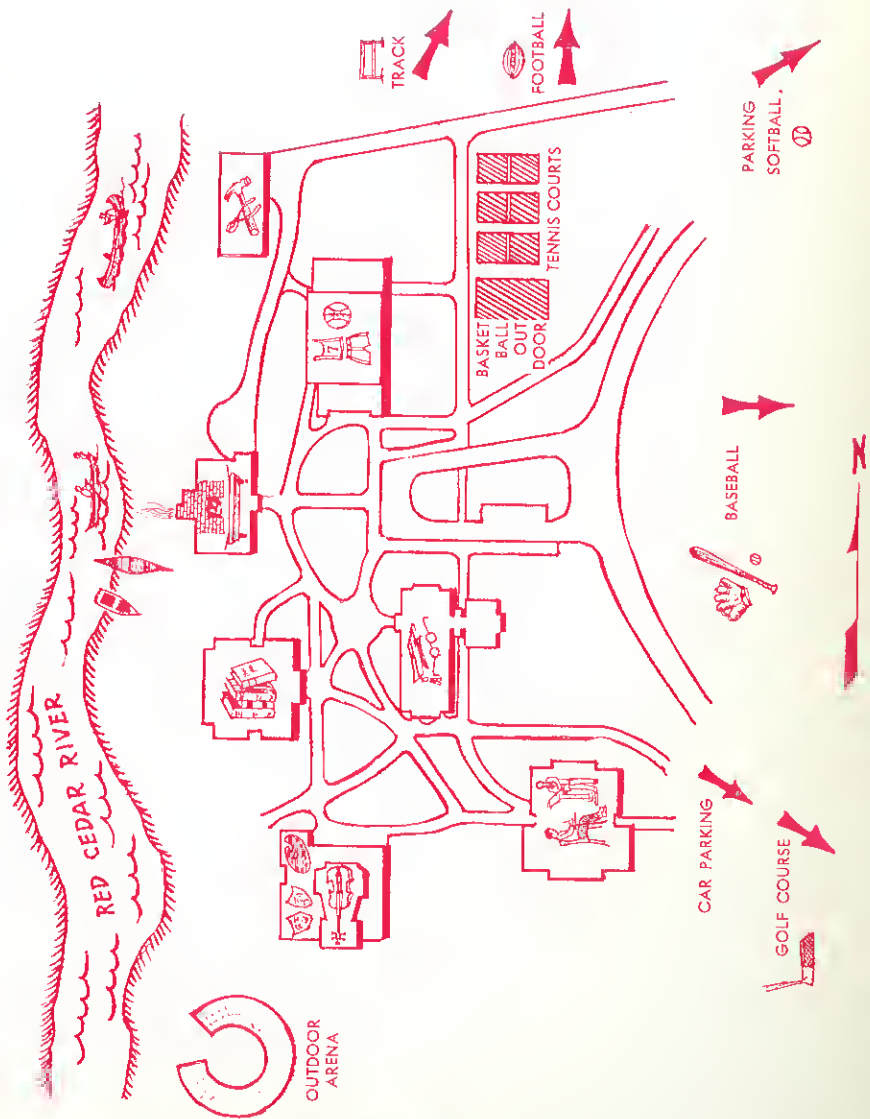 RED CEDAR RIVER
OUTDOOR
ARENA
GOLF COURSE
CAR PARKING
BASEBALL
BASKET
BALL
OUT
DOOR
TENNIS COURTS
7
TRACK
FOOTBALL
PARKING
SOFTBALL,
N